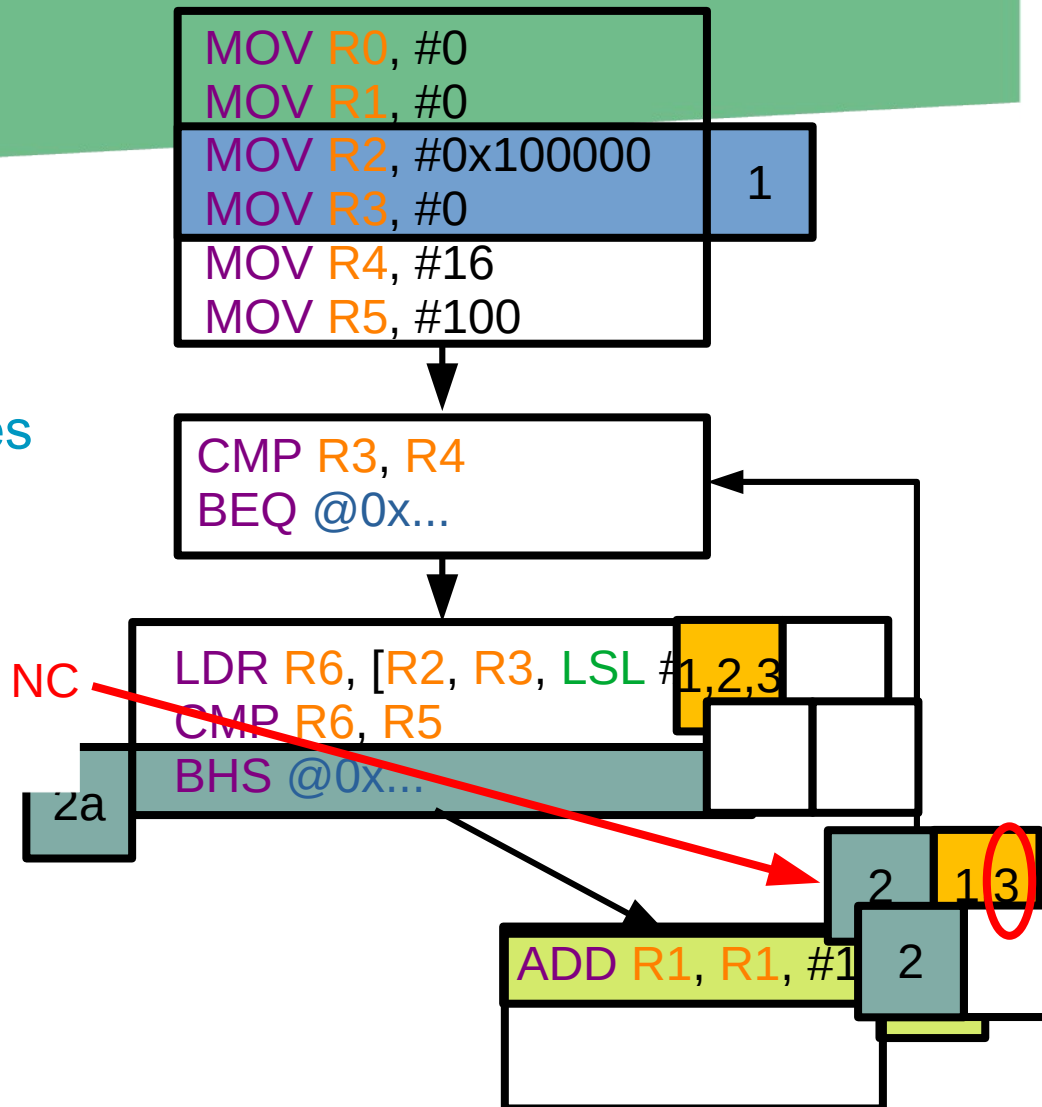 MOV R0, #0
MOV R1, #0
MOV R2, #0x100000
1
MOV R3, #0
MOV R4, #16
MOV R5, #100
es
CMP R3, R4
BEQ @0x...
NC
LDR R6, [R2, R3, LSL #
1,2,3
CMP R6, R5
BHS @0x...
2a
2
1 3
ADD R1, R1, #1
2